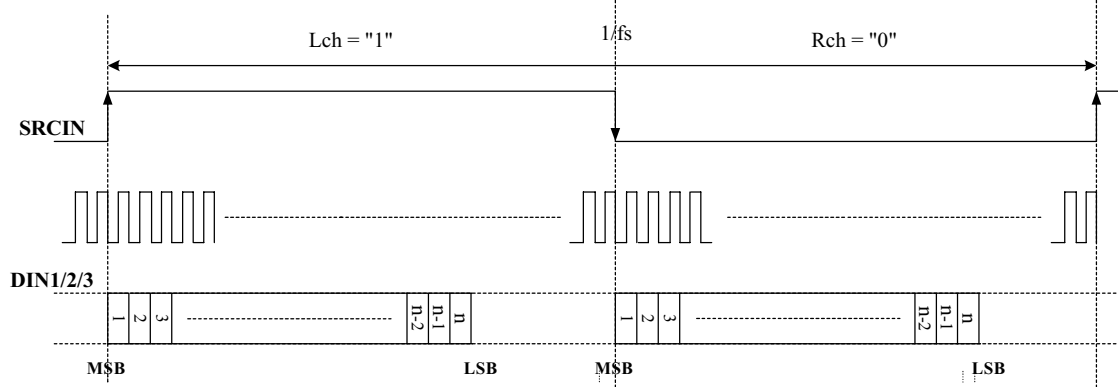 Lch = "1"
1/fs
Rch = "0"
SRCIN
DIN1/2/3
1 2 3 n-2 n-1 n 1 2 3 n-2 n-1 n
MSB LSB MSB LSB